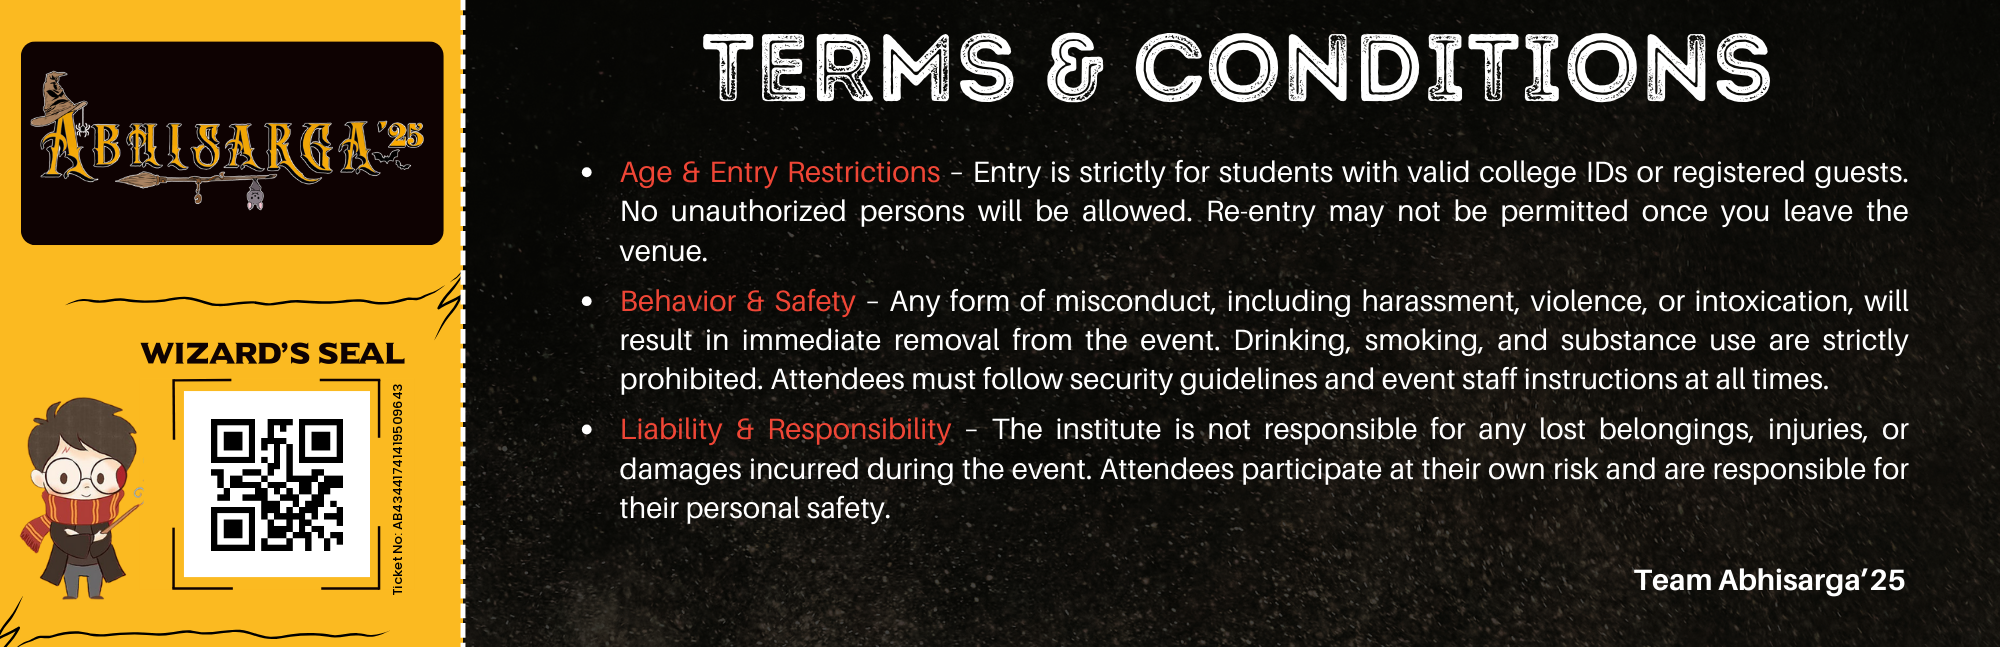 ABHISARGA'25
WIZARD'S SEAL
Ticket No: AB43441741419509643
TERMS & CONDITIONS
• Age & Entry Restrictions – Entry is strictly for students with valid college IDs or registered guests.
No unauthorized persons will be allowed. Re-entry may not be permitted once you leave the
venue.
• Behavior & Safety – Any form of misconduct, including harassment, violence, or intoxication, will
result in immediate removal from the event. Drinking, smoking, and substance use are strictly
prohibited. Attendees must follow security guidelines and event staff instructions at all times.
• Liability & Responsibility – The institute is not responsible for any lost belongings, injuries, or
damages incurred during the event. Attendees participate at their own risk and are responsible for
their personal safety.
Team Abhisarga'25